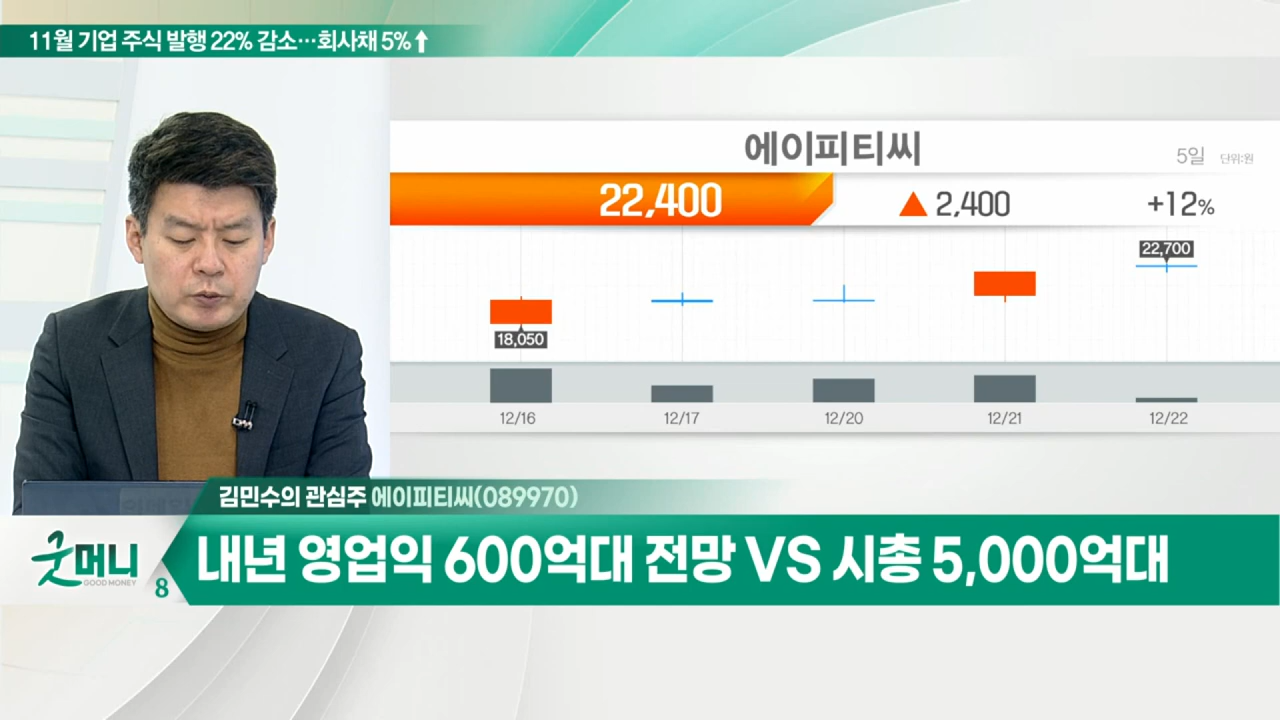 11월 기업 주식 발행 22% 감소…회사채 5%⬆
에이피티씨
5일 단위:원
22,400 ▲ 2,400 +12%
22,700
18,050
12/16 12/17 12/20 12/21 12/22
김민수의 관심주 에이피티씨(089970)
굿머니
GOOD MONEY
8
내년 영업익 600억대 전망 VS 시총 5,000억대